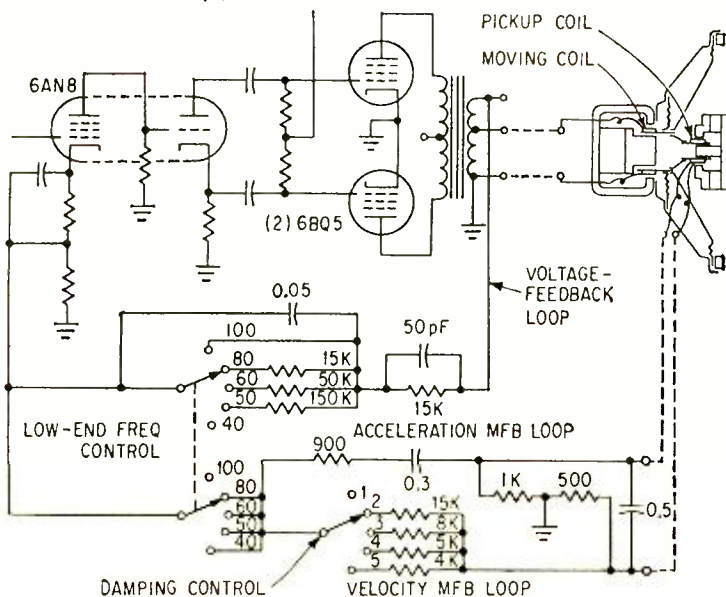 PICKUP COIL
MOVING COIL
6AN8
(2) 6BQ5
VOLTAGE-
FEEDBACK
LOOP
0.05
100
80
15K
60
50K
50
150K
40
50pF
15K
LOW-END FREQ
CONTROL
ACCELERATION MFB LOOP
900
0.3
100
80
60
50
40
1K
500
0.5
1
2
15K
3
8K
4
5K
5
4K
DAMPING CONTROL
VELOCITY MFB LOOP